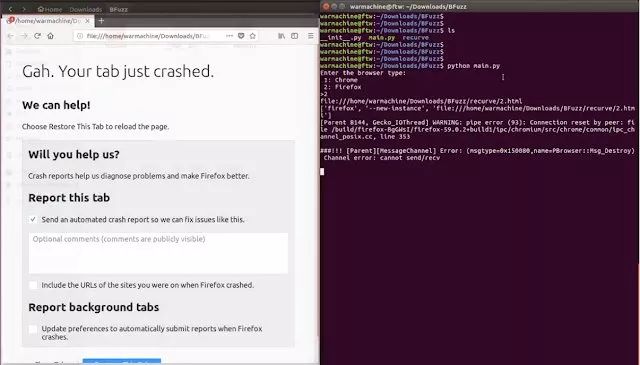 home warmachine Downloads BFuzz
file:///home/warmachine/Downloads/BFuzz
Gah. Your tab just crashed.
We can help!
Choose Restore This Tab to reload the page.
Will you help us?
Crash reports help us diagnose problems and make Firefox better.
Report this tab
Send an automated crash report so we can fix issues like this.
Optional comments (comments are publicly visible)
Include the URLs of the sites you were on when Firefox crashed.
Report background tabs
Update preferences to automatically submit reports when Firefox
crashes.
warmachine@ftw: ~/Downloads/BFuzz
warmachine@ftw:~/Downloads/BFuzz$
warmachine@ftw:~/Downloads/BFuzz$ ls
__init__.py main.py recurve
warmachine@ftw:~/Downloads/BFuzz$
warmachine@ftw:~/Downloads/BFuzz$
warmachine@ftw:~/Downloads/BFuzz$ python main.py
Enter the browser type:
1: Chrome
2: Firefox
>2
file:///home/warmachine/Downloads/BFuzz/recurve/2.html
['firefox', '--new-instance', 'file:///home/warmachine/Downloads/BFuzz/recurve/2.ht
ml']
[Parent 8144, Gecko_IOThread] WARNING: pipe error (93): Connection reset by peer: fi
le /build/firefox-BgGWsI/firefox-59.0.2+build1/ipc/chromium/src/chrome/common/ipc_ch
annel_posix.cc, line 353
###!!! [Parent][MessageChannel] Error: (msgtype=0x150080,name=PBrowser::Msg_Destroy)
Channel error: cannot send/recv